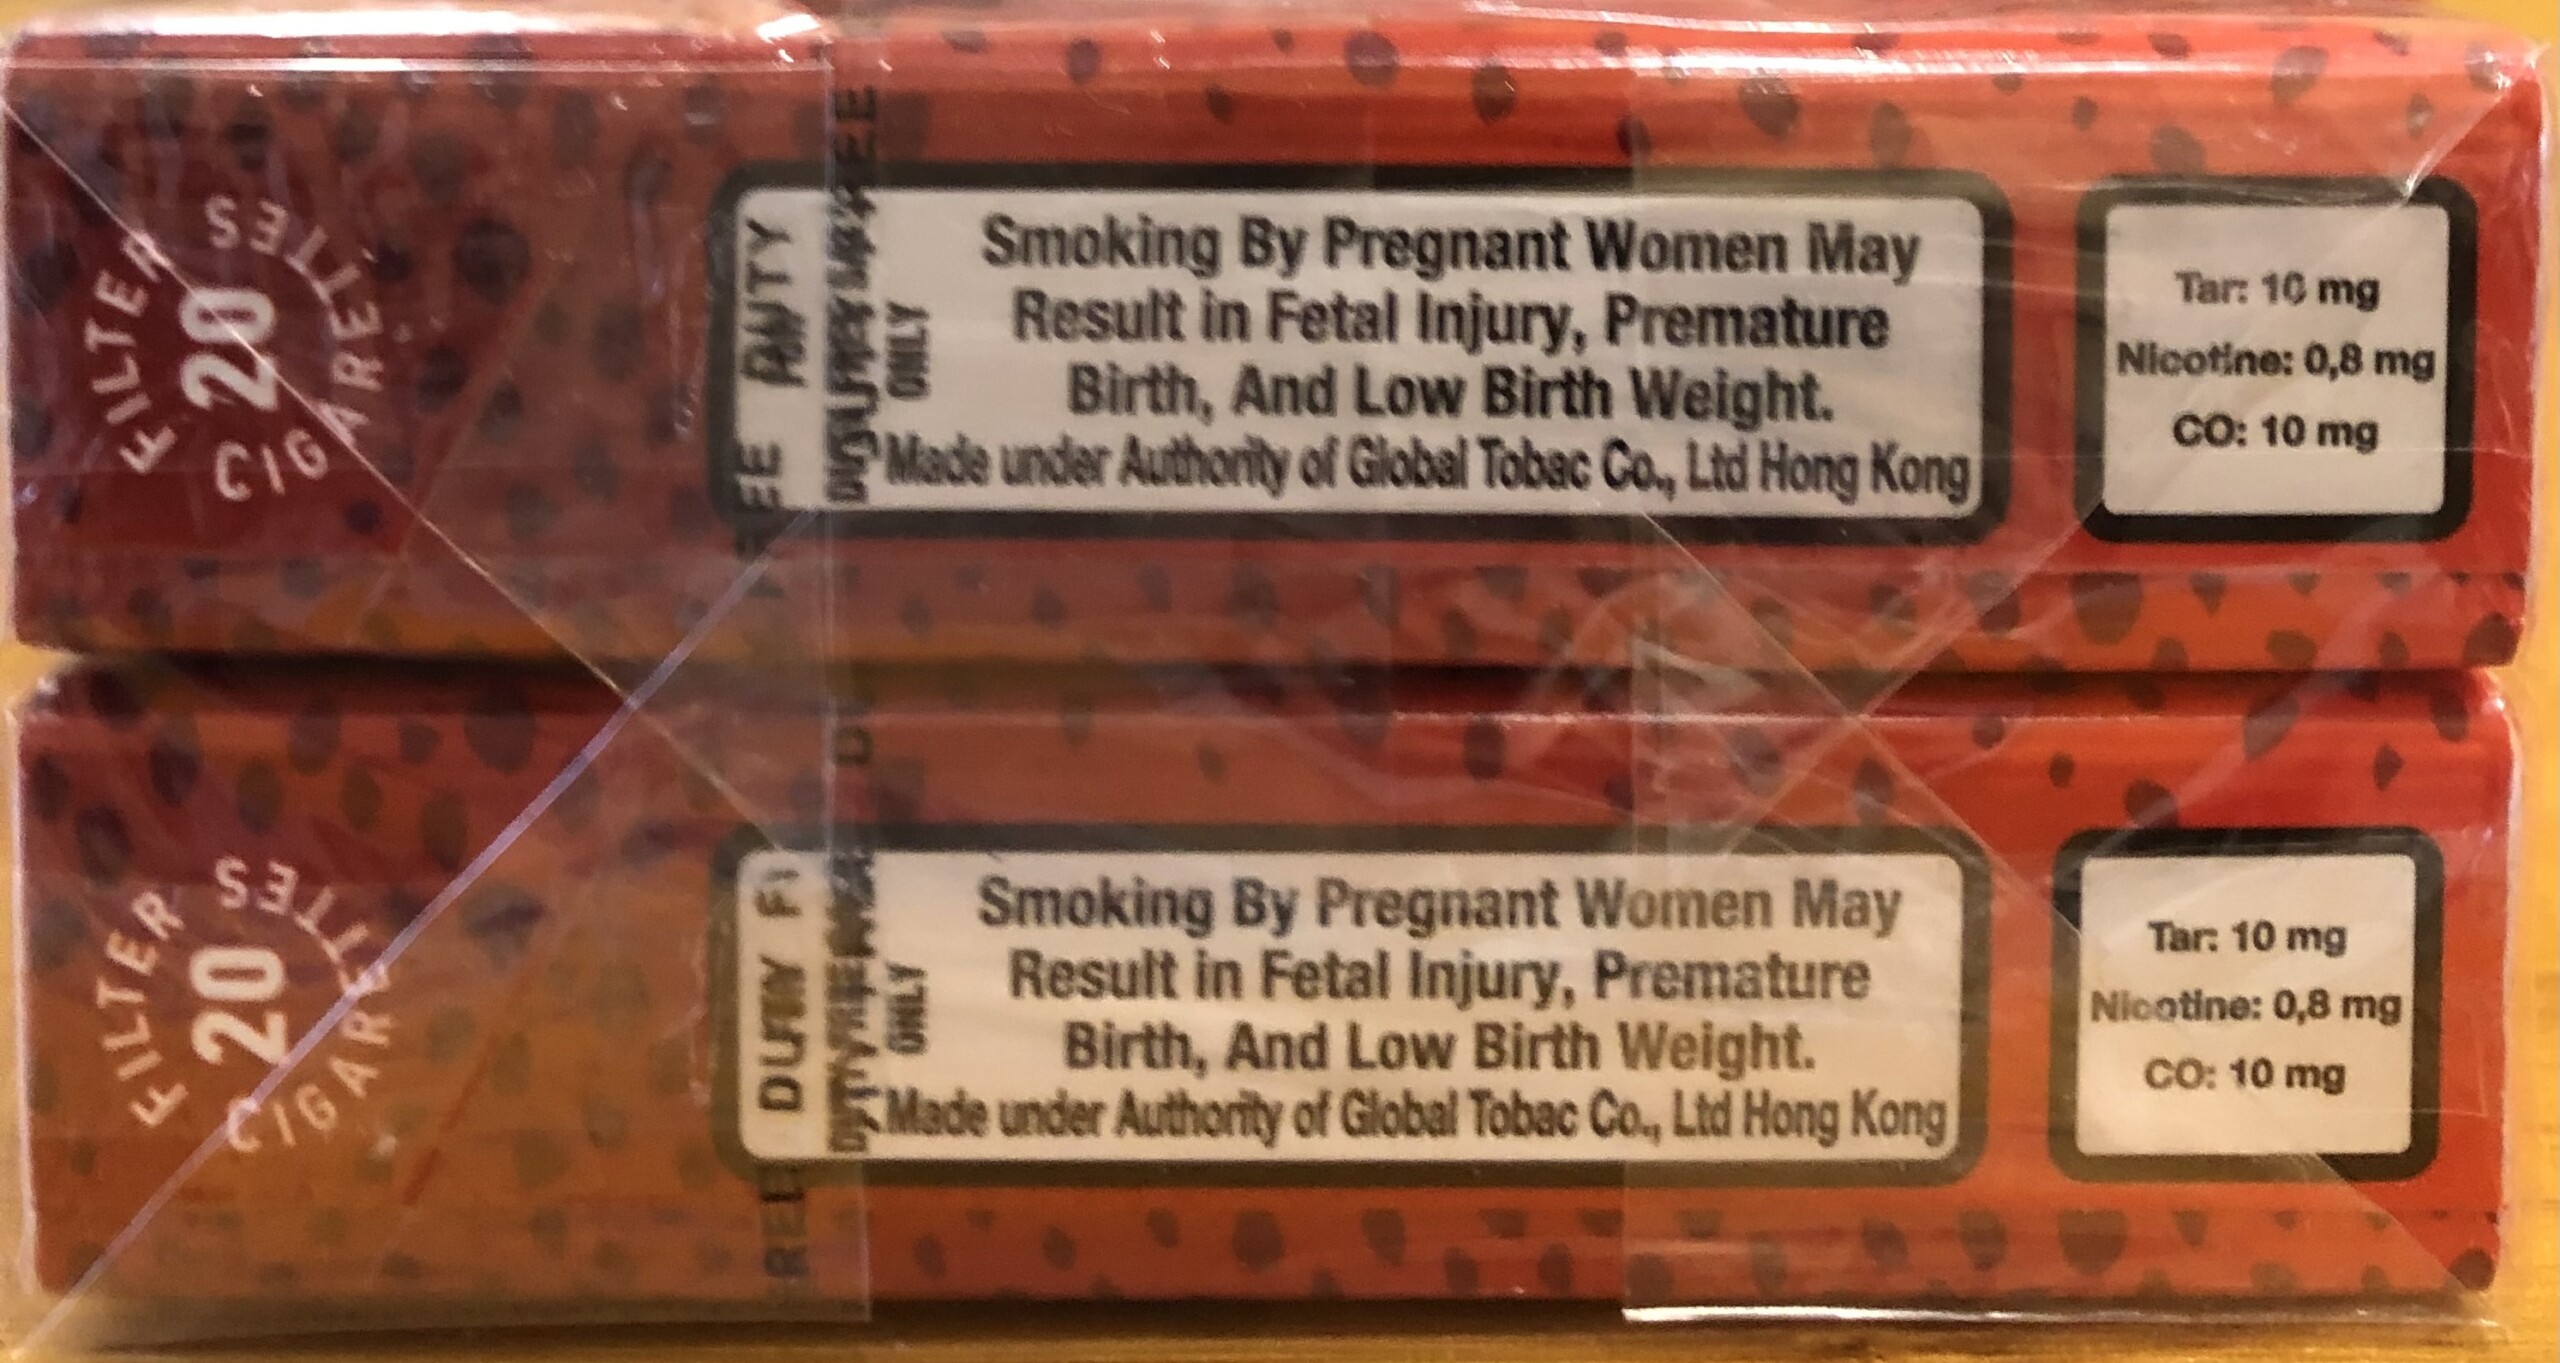 FILTER
20
CIGARETTES
DUTY
ONLY
Smoking By Pregnant Women May
Result in Fetal Injury, Premature
Birth, And Low Birth Weight.
Made under Authority of Global Tobac Co., Ltd Hong Kong
Tar: 10 mg
Nicotine: 0,8 mg
CO: 10 mg
FILTER
20
CIGARETTES
DUTY
ONLY
Smoking By Pregnant Women May
Result in Fetal Injury, Premature
Birth, And Low Birth Weight.
Made under Authority of Global Tobac Co., Ltd Hong Kong
Tar: 10 mg
Nicotine: 0,8 mg
CO: 10 mg